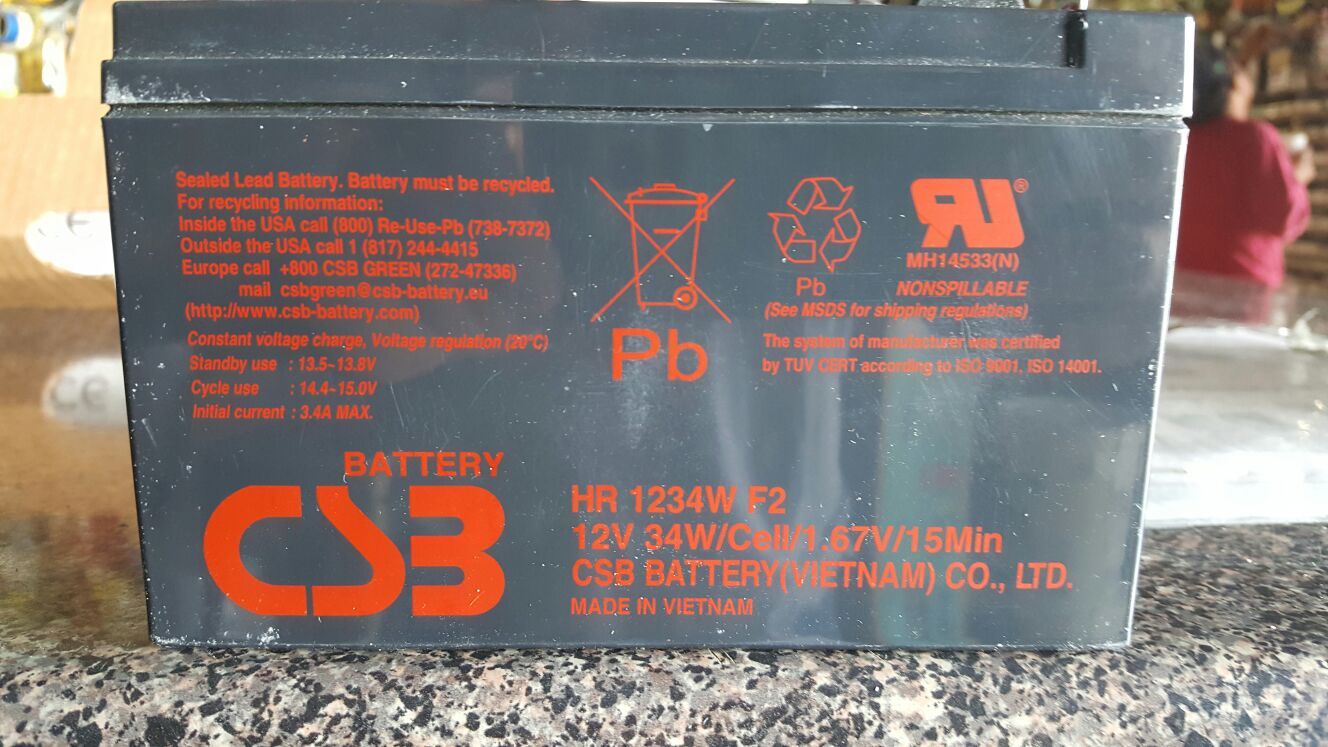 Sealed Lead Battery. Battery must be recycled.
For recycling information:
Inside the USA call (800) Re-Use-Pb (738-7372)
Outside the USA call 1 (817) 244-4415
Europe call +800 CSB GREEN (272-47336)
mail csbgreen@csb-battery.eu
(http://www.csb-battery.com)
Constant voltage charge, Voltage regulation (20°C)
Standby use : 13.5~13.8V
Cycle use : 14.4~15.0V
Initial current : 3.4A MAX.
Pb
Pb
RU®
MH14533(N)
NONSPILLABLE
(See MSDS for shipping regulations)
The system of manufacturer was certified
by TUV CERT according to ISO 9001, ISO 14001.
BATTERY
CSB
HR 1234W F2
12V 34W/Cell/1.67V/15Min
CSB BATTERY(VIETNAM) CO., LTD.
MADE IN VIETNAM
CE
CE